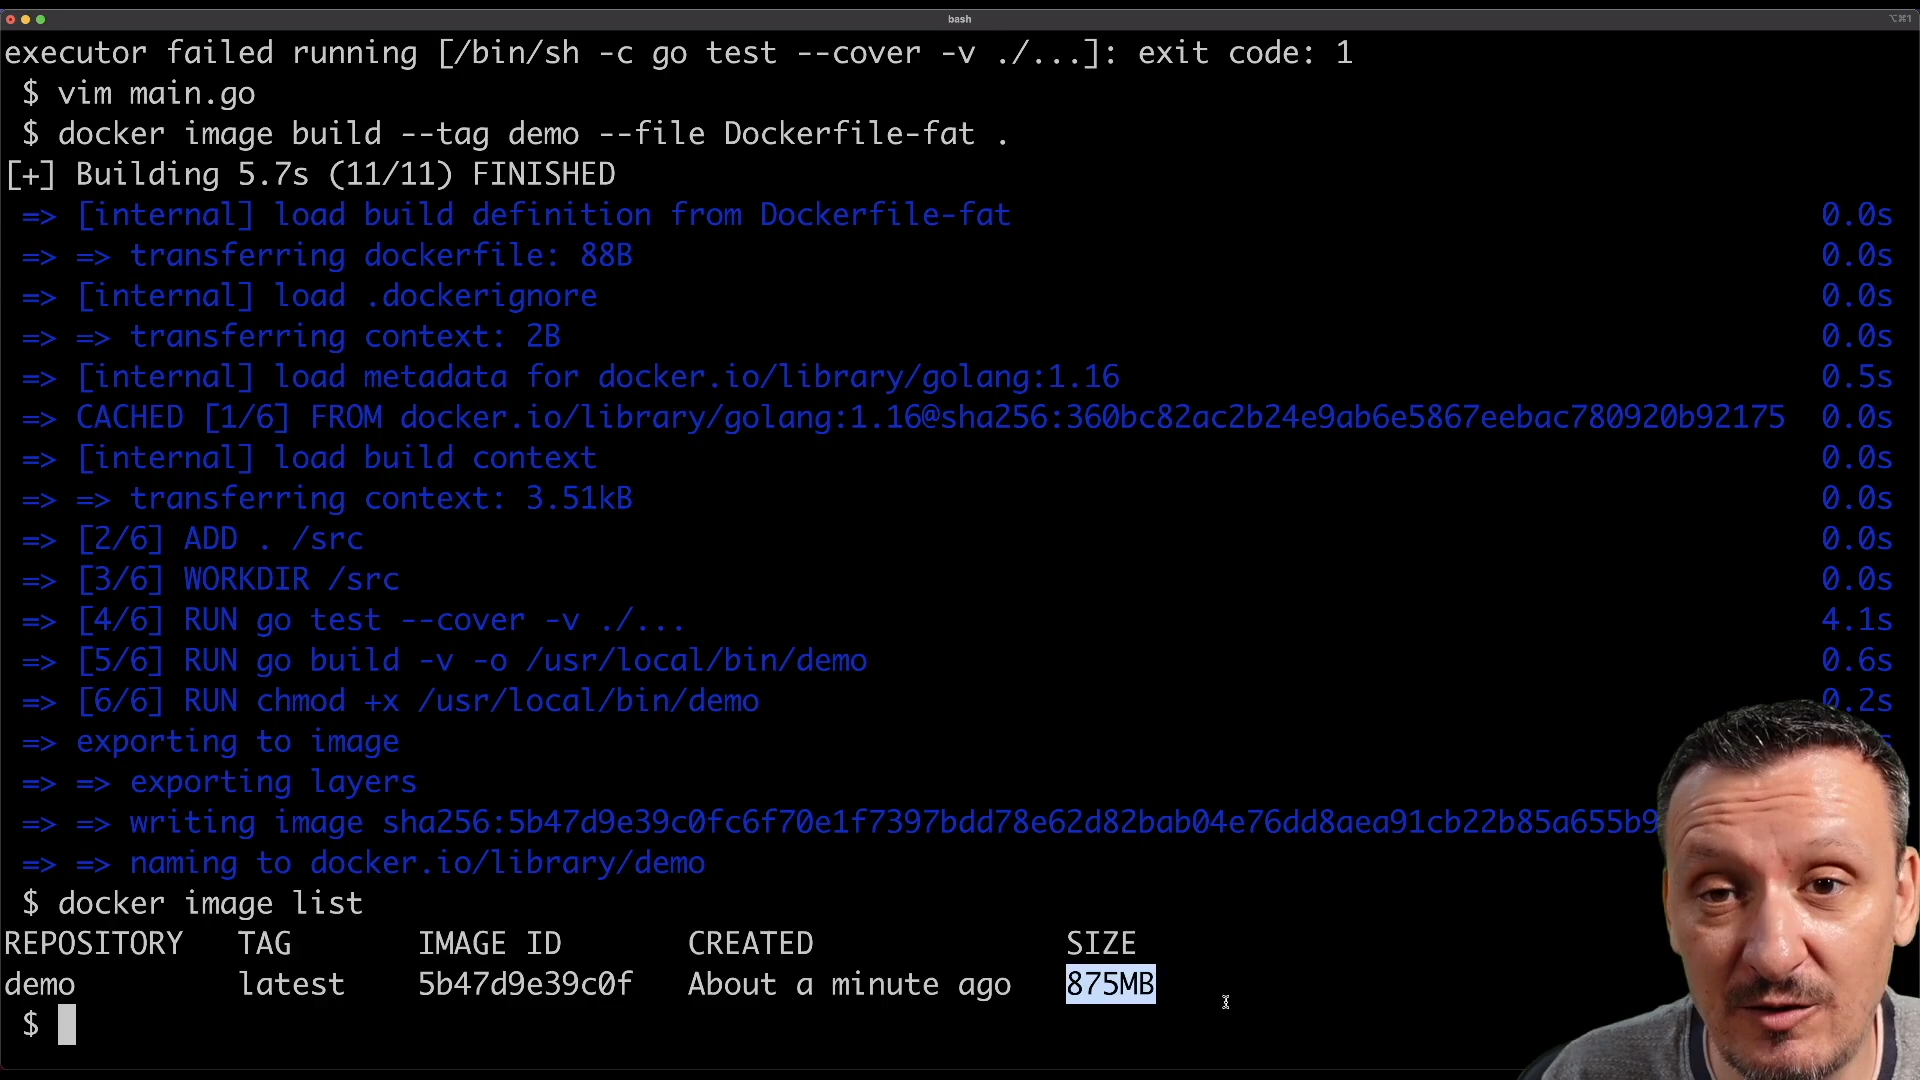 bash
⌥⌘1
executor failed running [/bin/sh -c go test --cover -v ./...]: exit code: 1
$ vim main.go
$ docker image build --tag demo --file Dockerfile-fat .
[+] Building 5.7s (11/11) FINISHED
=> [internal] load build definition from Dockerfile-fat 0.0s
=> => transferring dockerfile: 88B 0.0s
=> [internal] load .dockerignore 0.0s
=> => transferring context: 2B 0.0s
=> [internal] load metadata for docker.io/library/golang:1.16 0.5s
=> CACHED [1/6] FROM docker.io/library/golang:1.16@sha256:360bc82ac2b24e9ab6e5867eebac780920b92175 0.0s
=> [internal] load build context 0.0s
=> => transferring context: 3.51kB 0.0s
=> [2/6] ADD . /src 0.0s
=> [3/6] WORKDIR /src 0.0s
=> [4/6] RUN go test --cover -v ./... 4.1s
=> [5/6] RUN go build -v -o /usr/local/bin/demo 0.6s
=> [6/6] RUN chmod +x /usr/local/bin/demo 0.2s
=> exporting to image
=> => exporting layers
=> => writing image sha256:5b47d9e39c0fc6f70e1f7397bdd78e62d82bab04e76dd8aea91cb22b85a655b9
=> => naming to docker.io/library/demo
$ docker image list
REPOSITORY TAG IMAGE ID CREATED SIZE
demo latest 5b47d9e39c0f About a minute ago 875MB
$